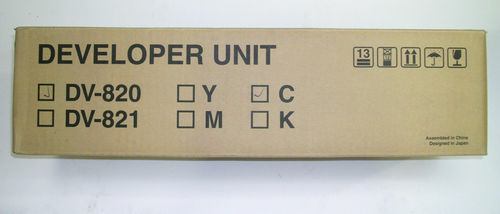 DEVELOPER UNIT
13
☑ DV-820 ☐ Y ☑ C
☐ DV-821 ☐ M ☐ K
Assembled in China
Designed in Japan